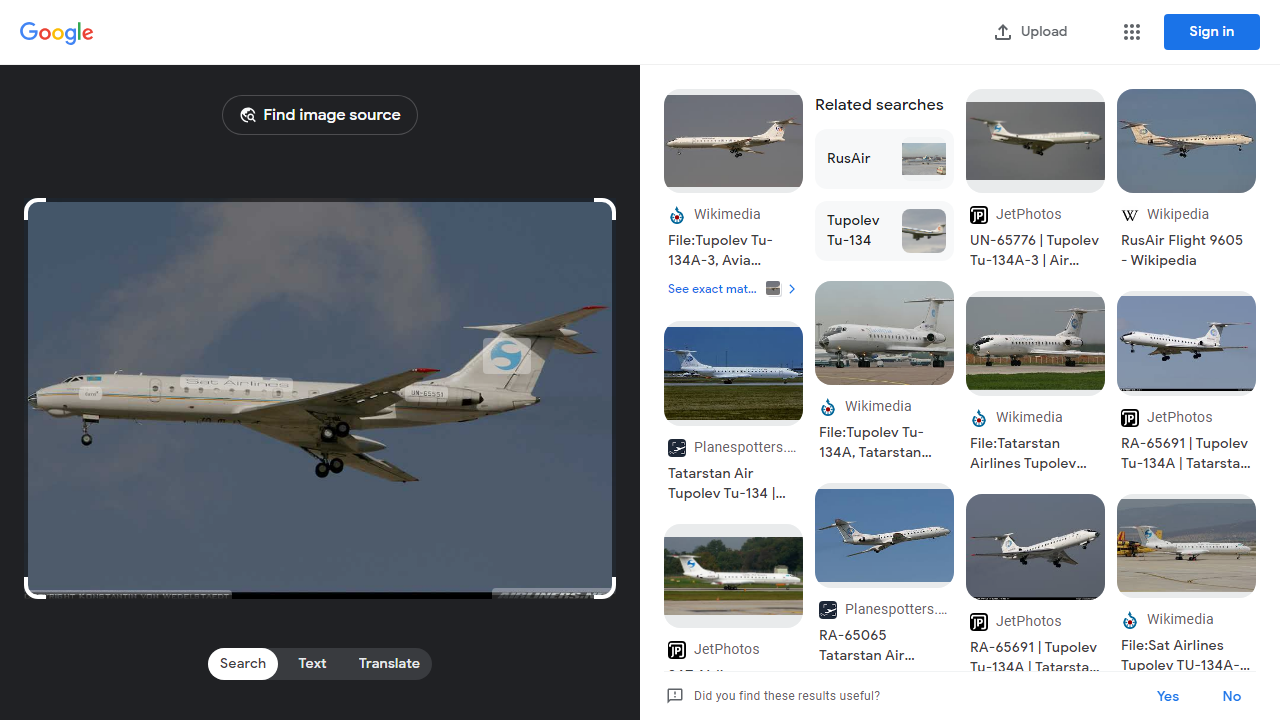 Google
Upload
Sign in
Find image source
Sat Airlines
UN-65551
Search
Text
Translate
Wikimedia
File:Tupolev Tu-
134A-3, Avia...
See exact mat...
Planespotters....
Tatarstan Air
Tupolev Tu-134 |...
JetPhotos
Related searches
RusAir
Tupolev
Tu-134
Wikimedia
File:Tupolev Tu-
134A, Tatarstan...
Planespotters....
RA-65065
Tatarstan Air...
JetPhotos
UN-65776 | Tupolev
Tu-134A-3 | Air...
Wikimedia
File:Tatarstan
Airlines Tupolev...
JetPhotos
RA-65691 | Tupolev
Tu-134A | Tatarsta...
W Wikipedia
RusAir Flight 9605
- Wikipedia
JetPhotos
RA-65691 | Tupolev
Tu-134A | Tatarsta...
Wikimedia
File:Sat Airlines
Tupolev TU-134A-...
Did you find these results useful?
Yes
No